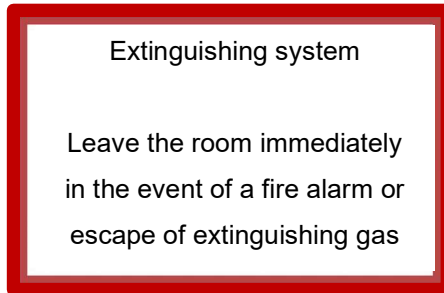 Extinguishing system
Leave the room immediately
in the event of a fire alarm or
escape of extinguishing gas